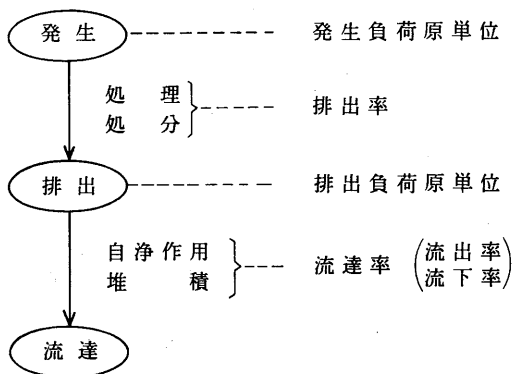 発生 発生負荷原単位
処理
処分
排出率
排出 排出負荷原単位
自浄作用
堆積
流達率 (流出率
流下率)
流達